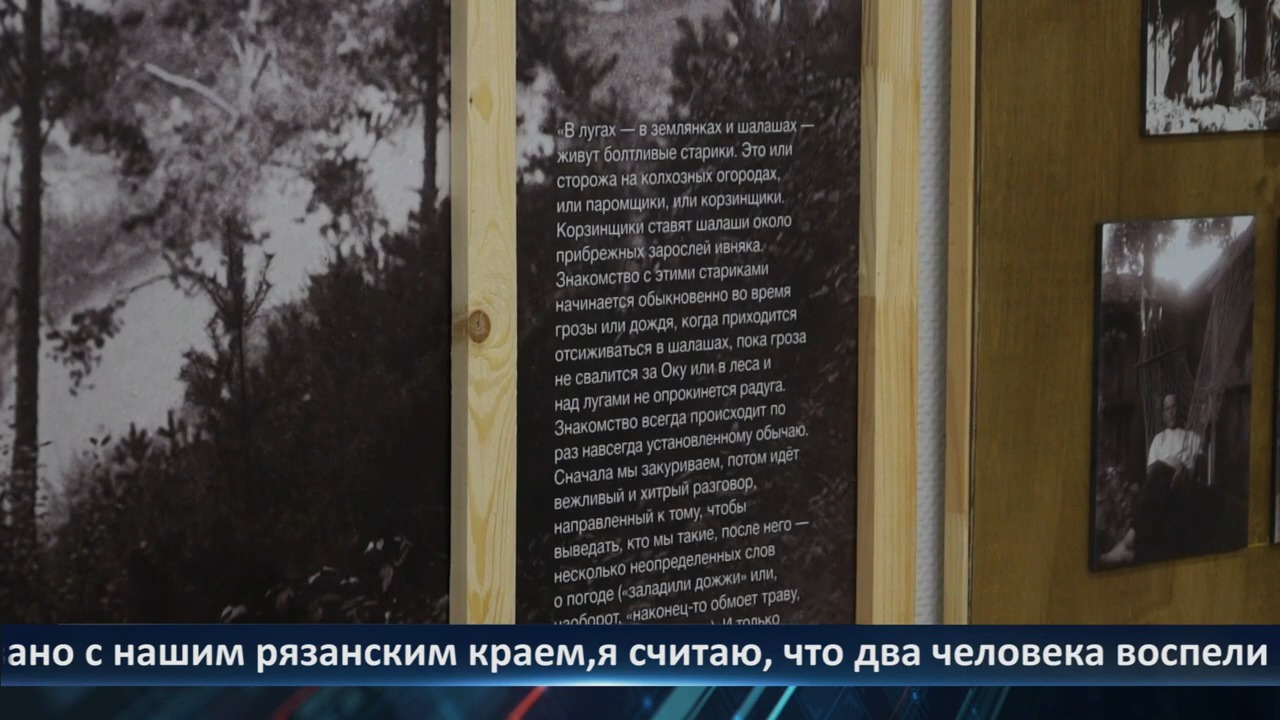 «В лугах — в землянках и шалашах —
живут болтливые старики. Это или
сторожа на колхозных огородах,
или паромщики, или корзинщики.
Корзинщики ставят шалаши около
прибрежных зарослей ивняка.
Знакомство с этими стариками
начинается обыкновенно во время
грозы или дождя, когда приходится
отсиживаться в шалашах, пока гроза
не свалится за Оку или в леса и
над лугами не опрокинется радуга.
Знакомство всегда происходит по
раз навсегда установленному обычаю.
Сначала мы закуриваем, потом идёт
вежливый и хитрый разговор,
направленный к тому, чтобы
выведать, кто мы такие, после него —
несколько неопределенных слов
о погоде («заладили дожжи» или,
наоборот, «наконец-то обмоет траву,
И только
ано с нашим рязанским краем,я считаю, что два человека воспели